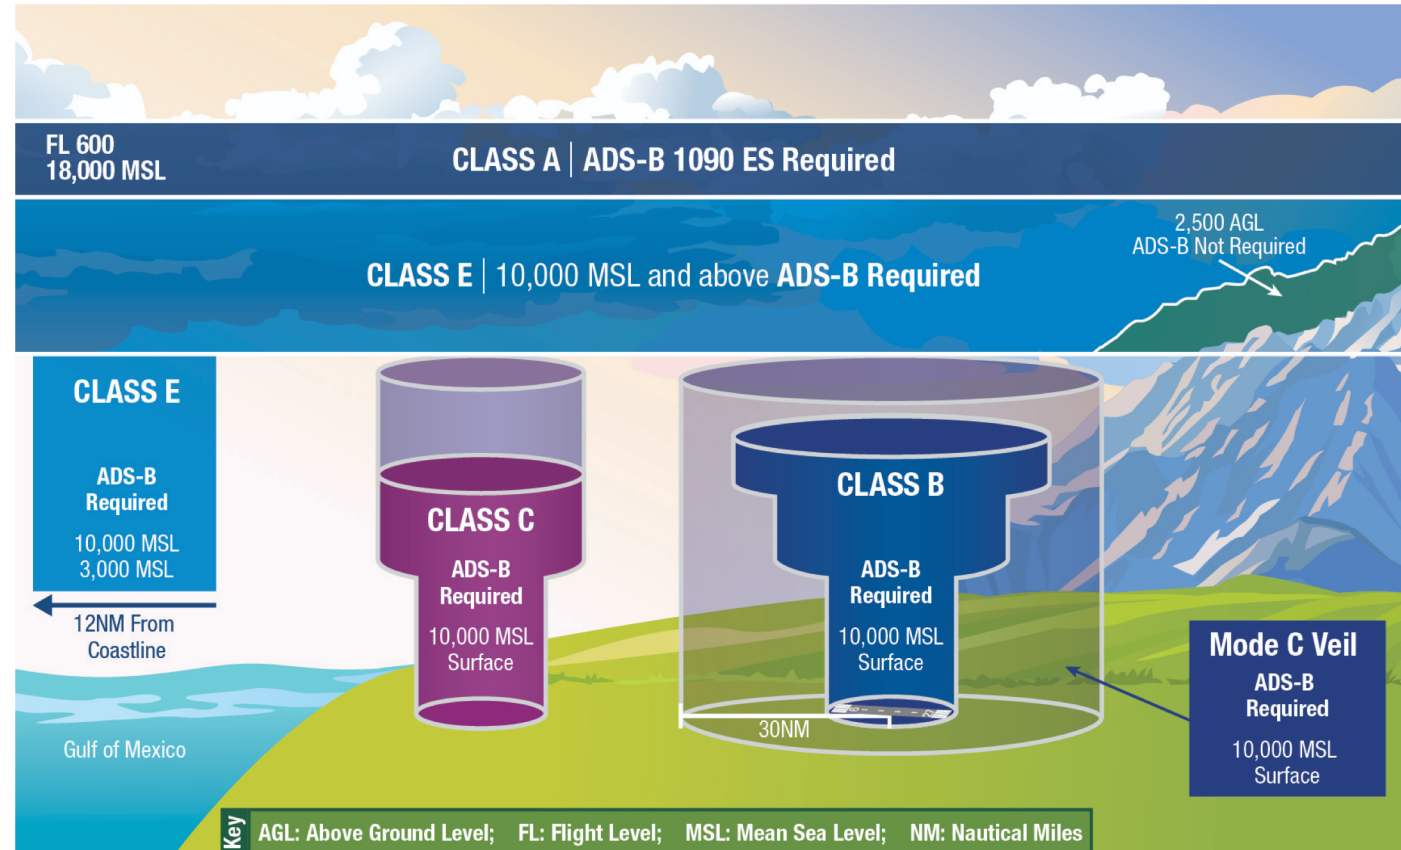 FL 600
18,000 MSL
CLASS A | ADS-B 1090 ES Required
2,500 AGL
ADS-B Not Required
CLASS E | 10,000 MSL and above ADS-B Required
CLASS E
ADS-B
Required
10,000 MSL
3,000 MSL
12NM From
Coastline
Gulf of Mexico
CLASS C
ADS-B
Required
10,000 MSL
Surface
CLASS B
ADS-B
Required
10,000 MSL
Surface
30NM
Mode C Veil
ADS-B
Required
10,000 MSL
Surface
Key
AGL: Above Ground Level; FL: Flight Level; MSL: Mean Sea Level; NM: Nautical Miles